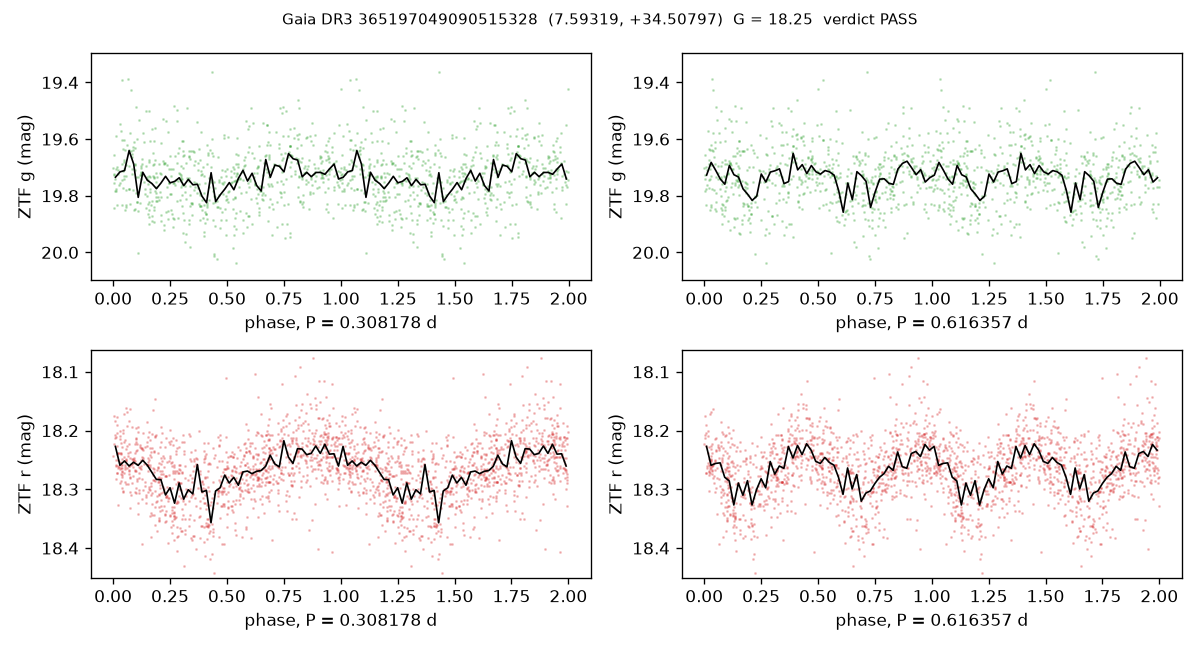 Gaia DR3 365197049090515328 (7.59319, +34.50797) G = 18.25 verdict PASS
ZTF g (mag)
19.4
19.6
19.8
20.0
0.00 0.25 0.50 0.75 1.00 1.25 1.50 1.75 2.00
phase, P = 0.308178 d
ZTF g (mag)
19.4
19.6
19.8
20.0
0.00 0.25 0.50 0.75 1.00 1.25 1.50 1.75 2.00
phase, P = 0.616357 d
ZTF r (mag)
18.1
18.2
18.3
18.4
0.00 0.25 0.50 0.75 1.00 1.25 1.50 1.75 2.00
phase, P = 0.308178 d
ZTF r (mag)
18.1
18.2
18.3
18.4
0.00 0.25 0.50 0.75 1.00 1.25 1.50 1.75 2.00
phase, P = 0.616357 d